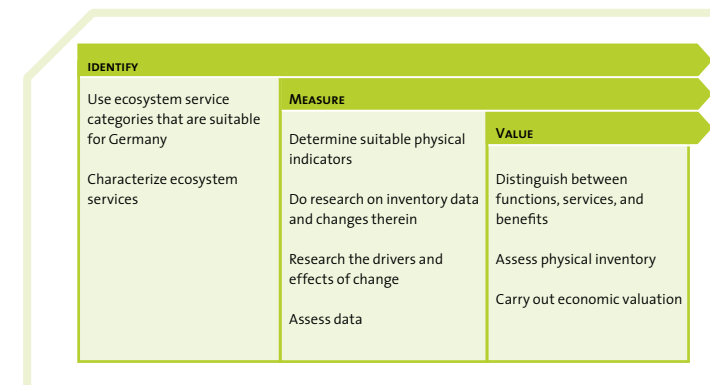 IDENTIFY
Use ecosystem service
categories that are suitable
for Germany
Characterize ecosystem
services
MEASURE
Determine suitable physical
indicators
Do research on inventory data
and changes therein
Research the drivers and
effects of change
Assess data
VALUE
Distinguish between
functions, services, and
benefits
Assess physical inventory
Carry out economic valuation